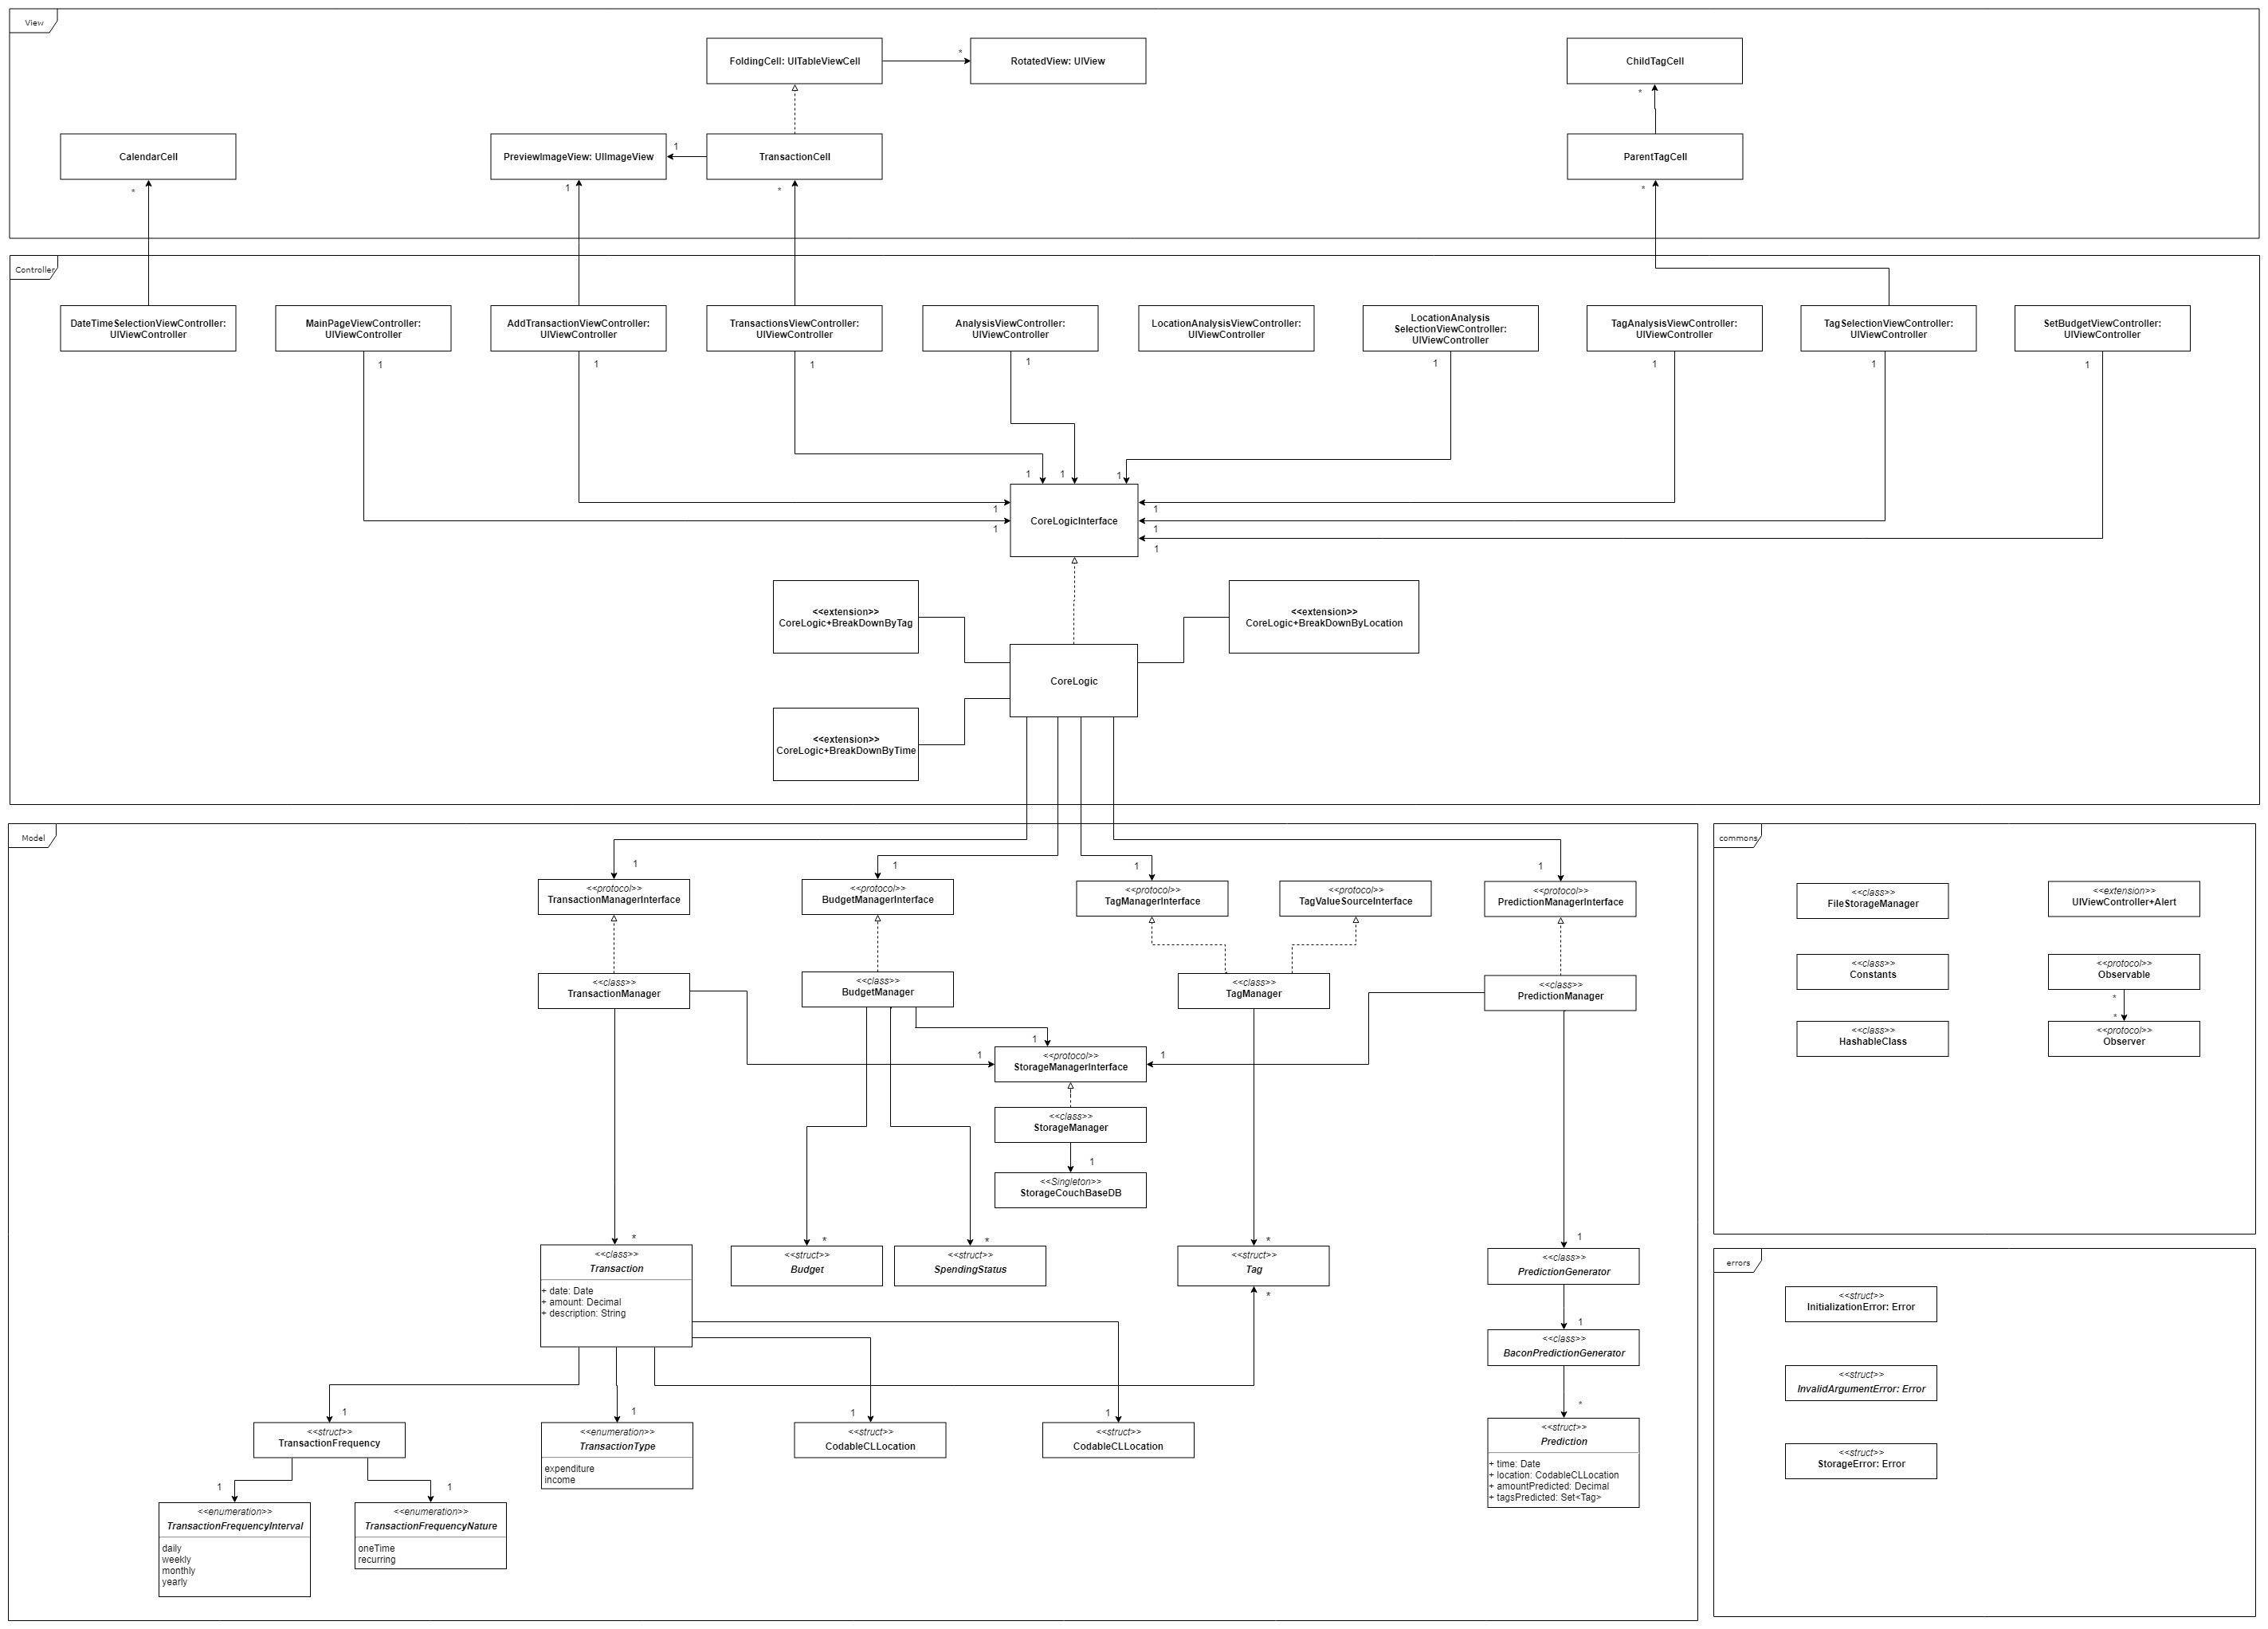 View
FoldingCell: UITableViewCell
*
RotatedView: UIView
ChildTagCell
*
CalendarCell
*
PreviewImageView: UIImageView
1
1
TransactionCell
*
ParentTagCell
*
Controller
DateTimeSelectionViewController:
UIViewController
MainPageViewController:
UIViewController
1
AddTransactionViewController:
UIViewController
1
TransactionsViewController:
UIViewController
1
AnalysisViewController:
UIViewController
1
LocationAnalysisViewController:
UIViewController
LocationAnalysis
SelectionViewController:
UIViewController
1
TagAnalysisViewController:
UIViewController
1
TagSelectionViewController:
UIViewController
1
SetBudgetViewController:
UIViewController
1
1
1
1
1
1
CoreLogicInterface
1
1
1
<<extension>>
CoreLogic+BreakDownByTag
<<extension>>
CoreLogic+BreakDownByLocation
CoreLogic
<<extension>>
CoreLogic+BreakDownByTime
Model
1
1
1
1
<<protocol>>
TransactionManagerInterface
<<protocol>>
BudgetManagerInterface
<<protocol>>
TagManagerInterface
<<protocol>>
TagValueSourceInterface
<<protocol>>
PredictionManagerInterface
<<class>>
TransactionManager
<<class>>
BudgetManager
<<class>>
TagManager
<<class>>
PredictionManager
1
1
1
<<protocol>>
StorageManagerInterface
<<class>>
StorageManager
1
<<Singleton>>
StorageCouchBaseDB
*
<<class>>
Transaction
+ date: Date
+ amount: Decimal
+ description: String
*
<<struct>>
Budget
*
<<struct>>
SpendingStatus
*
<<struct>>
Tag
*
1
<<class>>
PredictionGenerator
1
<<class>>
BaconPredictionGenerator
*
<<struct>>
Prediction
+ time: Date
+ location: CodableCLLocation
+ amountPredicted: Decimal
+ tagsPredicted: Set<Tag>
1
<<struct>>
TransactionFrequency
1
<<enumeration>>
TransactionType
expenditure
income
1
<<struct>>
CodableCLLocation
1
<<struct>>
CodableCLLocation
1
<<enumeration>>
TransactionFrequencyInterval
daily
weekly
monthly
yearly
1
<<enumeration>>
TransactionFrequencyNature
oneTime
recurring
commons
<<class>>
FileStorageManager
<<extension>>
UIViewController+Alert
<<class>>
Constants
<<protocol>>
Observable
*
*
<<class>>
HashableClass
<<protocol>>
Observer
errors
<<struct>>
InitializationError: Error
<<struct>>
InvalidArgumentError: Error
<<struct>>
StorageError: Error